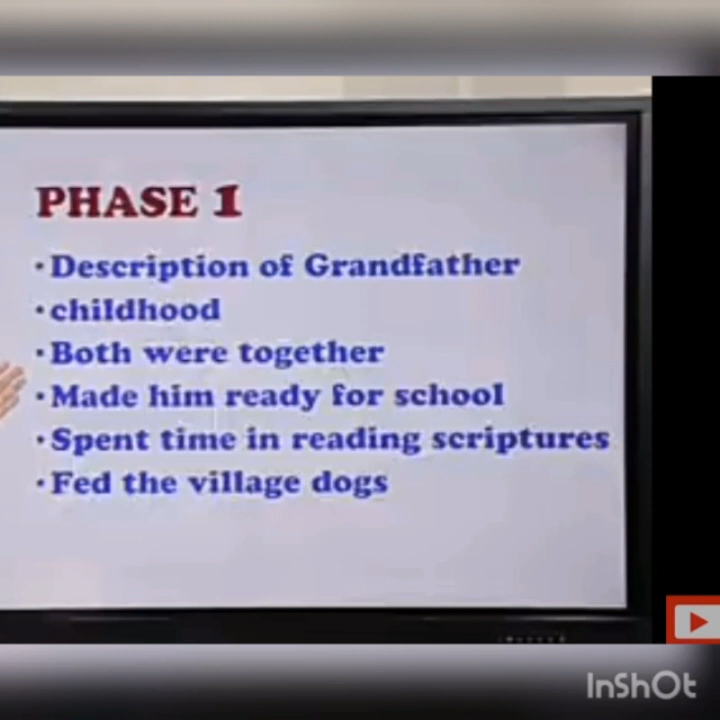 PHASE 1
• Description of Grandfather
• childhood
• Both were together
• Made him ready for school
• Spent time in reading scriptures
• Fed the village dogs
InShOt